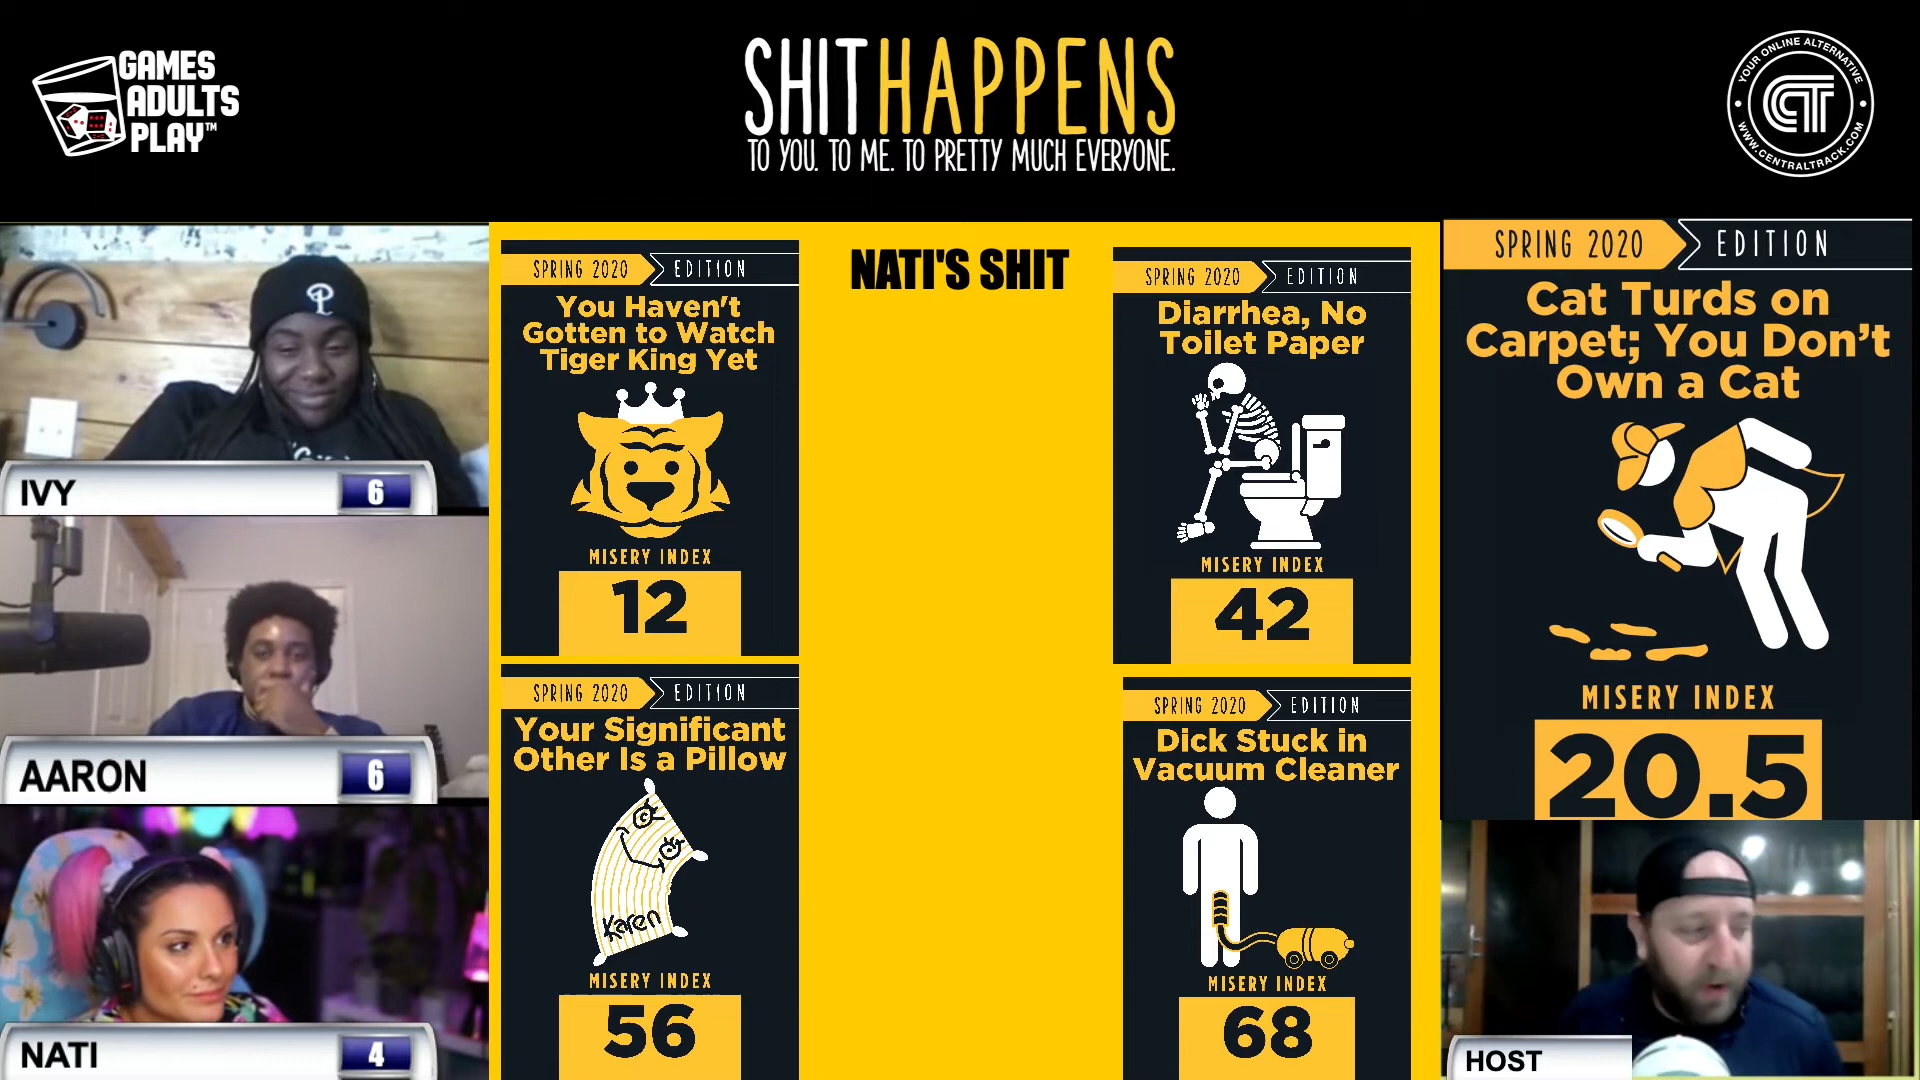 GAMES
ADULTS
PLAY™
SHIT HAPPENS
TO YOU. TO ME. TO PRETTY MUCH EVERYONE.
YOUR ONLINE ALTERNATIVE
CT
WWW.CENTRALTRACK.COM
P
IVY 6
AARON 6
NATI 4
NATI'S SHIT
SPRING 2020 EDITION
You Haven't
Gotten to Watch
Tiger King Yet
MISERY INDEX
12
SPRING 2020 EDITION
Diarrhea, No
Toilet Paper
MISERY INDEX
42
SPRING 2020 EDITION
Your Significant
Other Is a Pillow
Karen
MISERY INDEX
56
SPRING 2020 EDITION
Dick Stuck in
Vacuum Cleaner
MISERY INDEX
68
SPRING 2020 EDITION
Cat Turds on
Carpet; You Don't
Own a Cat
MISERY INDEX
20.5
HOST